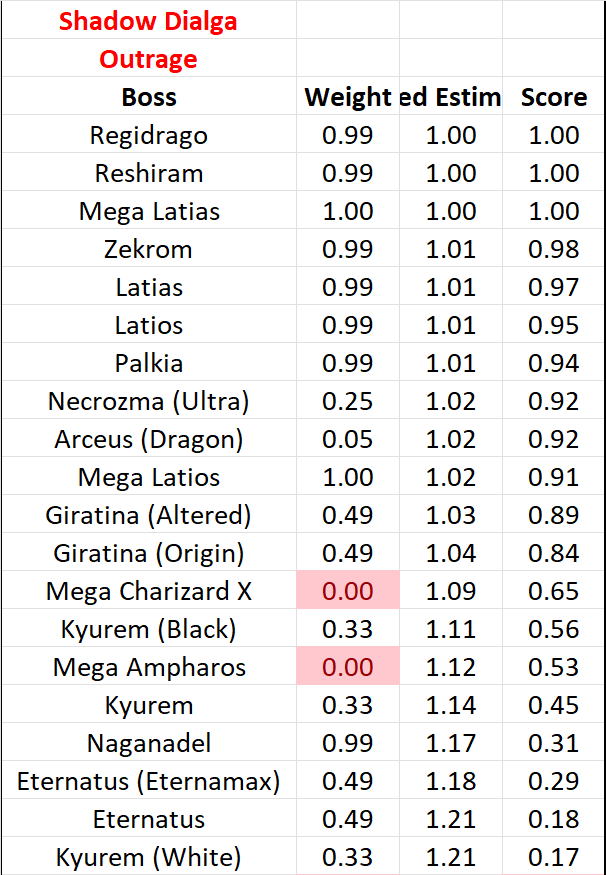 Shadow Dialga
Outrage
Boss Weight ed Estim Score
Regidrago 0.99 1.00 1.00
Reshiram 0.99 1.00 1.00
Mega Latias 1.00 1.00 1.00
Zekrom 0.99 1.01 0.98
Latias 0.99 1.01 0.97
Latios 0.99 1.01 0.95
Palkia 0.99 1.01 0.94
Necrozma (Ultra) 0.25 1.02 0.92
Arceus (Dragon) 0.05 1.02 0.92
Mega Latios 1.00 1.02 0.91
Giratina (Altered) 0.49 1.03 0.89
Giratina (Origin) 0.49 1.04 0.84
Mega Charizard X 0.00 1.09 0.65
Kyurem (Black) 0.33 1.11 0.56
Mega Ampharos 0.00 1.12 0.53
Kyurem 0.33 1.14 0.45
Naganadel 0.99 1.17 0.31
Eternatus (Eternamax) 0.49 1.18 0.29
Eternatus 0.49 1.21 0.18
Kyurem (White) 0.33 1.21 0.17